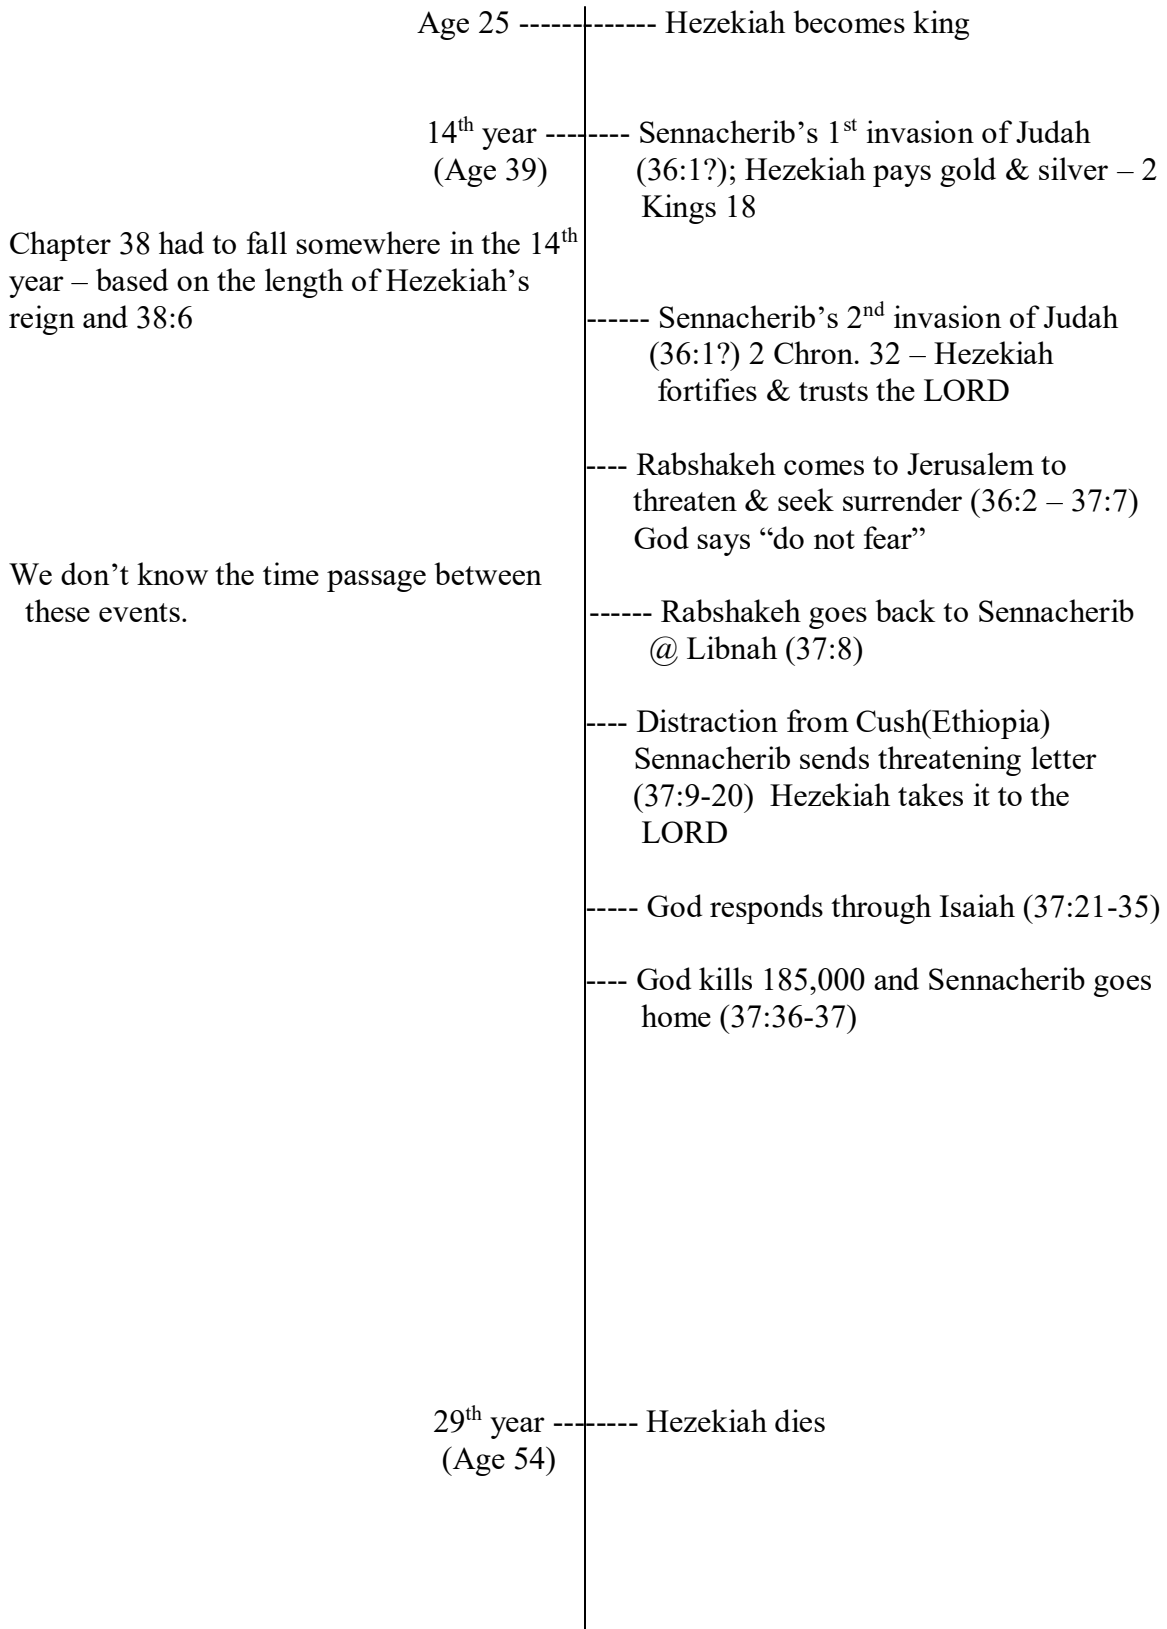 Age 25 ------------- Hezekiah becomes king
14th year -------- Sennacherib’s 1st invasion of Judah
(Age 39) (36:1?); Hezekiah pays gold & silver – 2
Kings 18
Chapter 38 had to fall somewhere in the 14th
year – based on the length of Hezekiah’s
reign and 38:6
------ Sennacherib’s 2nd invasion of Judah
(36:1?) 2 Chron. 32 – Hezekiah
fortifies & trusts the LORD
---- Rabshakeh comes to Jerusalem to
threaten & seek surrender (36:2 – 37:7)
God says “do not fear”
We don’t know the time passage between
these events.
------ Rabshakeh goes back to Sennacherib
@ Libnah (37:8)
---- Distraction from Cush(Ethiopia)
Sennacherib sends threatening letter
(37:9-20)  Hezekiah takes it to the
LORD
----- God responds through Isaiah (37:21-35)
---- God kills 185,000 and Sennacherib goes
home (37:36-37)
29th year -------- Hezekiah dies
(Age 54)